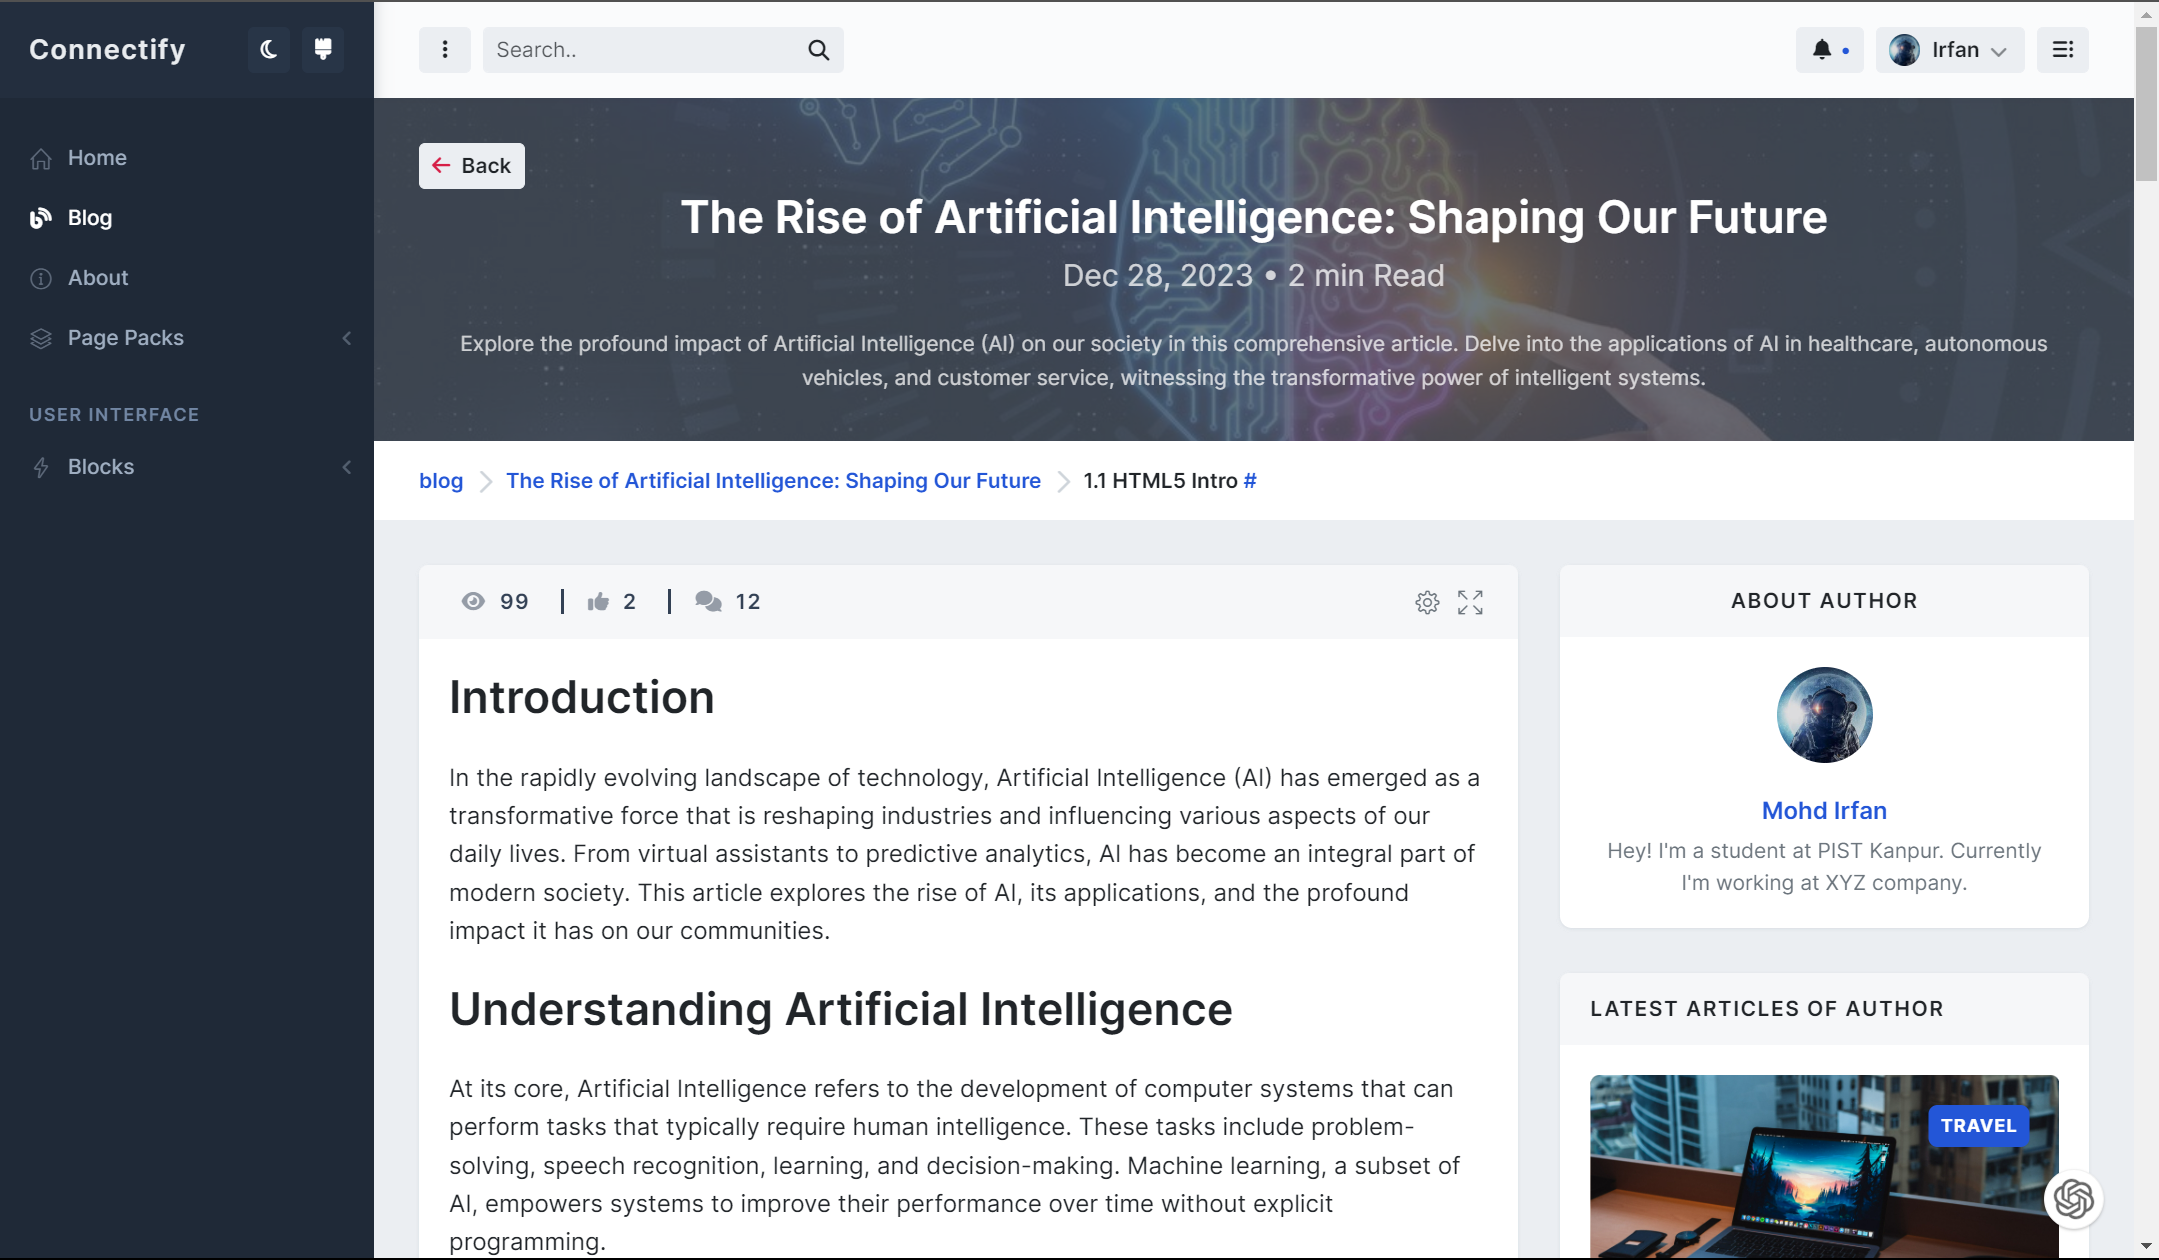 Connectify
Search..
Irfan
Home
Blog
About
Page Packs
USER INTERFACE
Blocks
Back
The Rise of Artificial Intelligence: Shaping Our Future
Dec 28, 2023 • 2 min Read
Explore the profound impact of Artificial Intelligence (AI) on our society in this comprehensive article. Delve into the applications of AI in healthcare, autonomous
vehicles, and customer service, witnessing the transformative power of intelligent systems.
blog
The Rise of Artificial Intelligence: Shaping Our Future
1.1 HTML5 Intro #
99 | 2 | 12
Introduction
In the rapidly evolving landscape of technology, Artificial Intelligence (AI) has emerged as a
transformative force that is reshaping industries and influencing various aspects of our
daily lives. From virtual assistants to predictive analytics, AI has become an integral part of
modern society. This article explores the rise of AI, its applications, and the profound
impact it has on our communities.
Understanding Artificial Intelligence
At its core, Artificial Intelligence refers to the development of computer systems that can
perform tasks that typically require human intelligence. These tasks include problem-
solving, speech recognition, learning, and decision-making. Machine learning, a subset of
AI, empowers systems to improve their performance over time without explicit
programming.
ABOUT AUTHOR
Mohd Irfan
Hey! I'm a student at PIST Kanpur. Currently
I'm working at XYZ company.
LATEST ARTICLES OF AUTHOR
TRAVEL